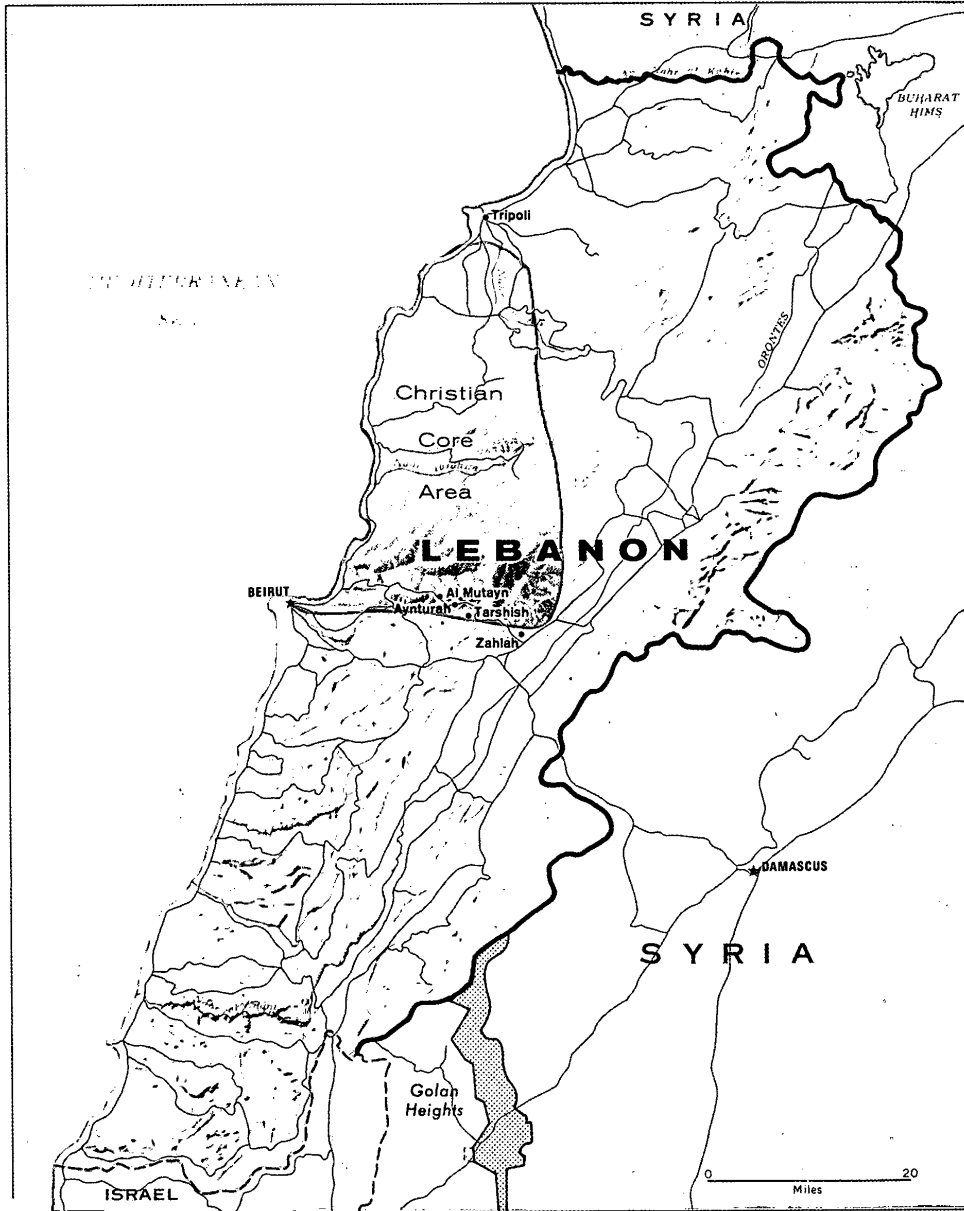 SYRIA
BUHARAT
HIMS
Tripoli
ORONTES
Christian
Core
Area
LEBANON
BEIRUT
Al Mutayn
Aynturah
Tarshish
Zahlah
DAMASCUS
SYRIA
Golan
Heights
ISRAEL
0 20
Miles